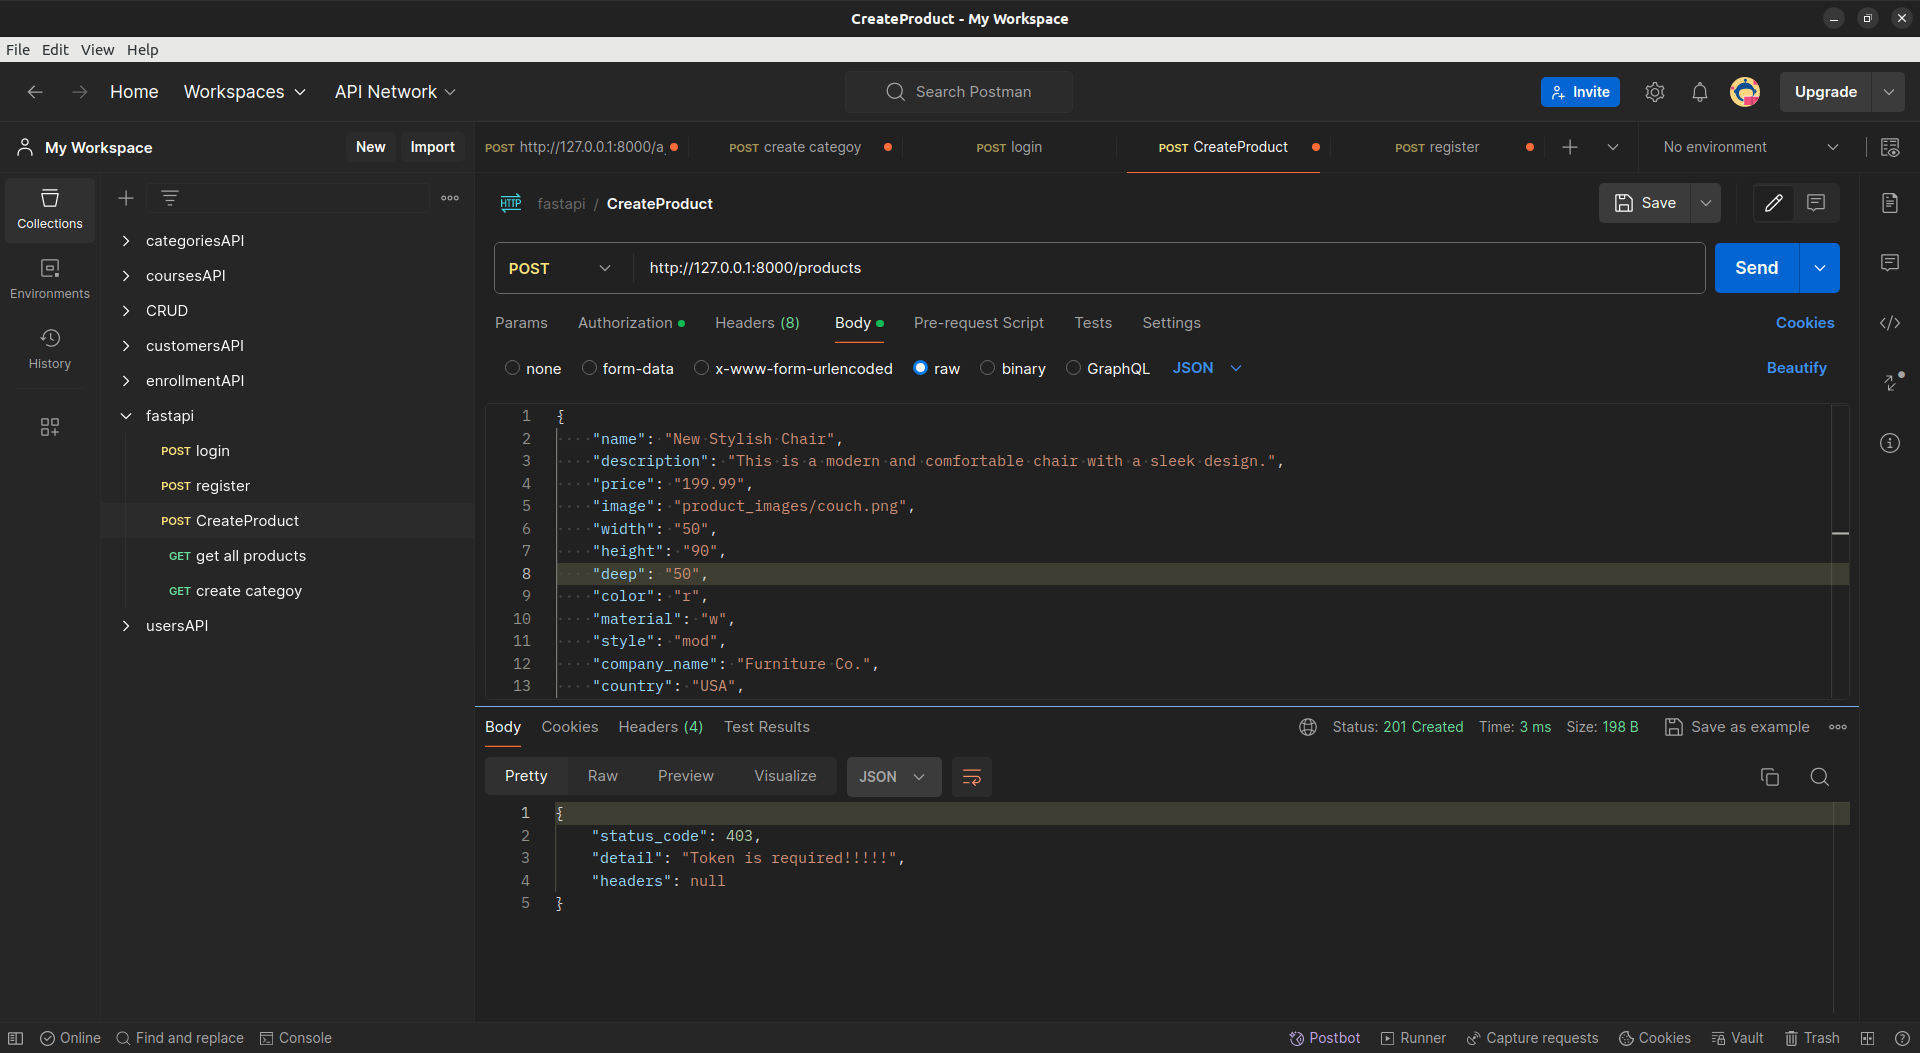 CreateProduct - My Workspace
File Edit View Help
Home Workspaces API Network Search Postman Invite Upgrade
My Workspace New Import
POST http://127.0.0.1:8000/a POST create categoy POST login POST CreateProduct POST register No environment
Collections
Environments
History
categoriesAPI
coursesAPI
CRUD
customersAPI
enrollmentAPI
fastapi
POST login
POST register
POST CreateProduct
GET get all products
GET create categoy
usersAPI
HTTP fastapi / CreateProduct Save
POST http://127.0.0.1:8000/products Send
Params Authorization Headers (8) Body Pre-request Script Tests Settings Cookies
none form-data x-www-form-urlencoded raw binary GraphQL JSON Beautify
1 {
2 "name": "New Stylish Chair",
3 "description": "This is a modern and comfortable chair with a sleek design.",
4 "price": "199.99",
5 "image": "product_images/couch.png",
6 "width": "50",
7 "height": "90",
8 "deep": "50",
9 "color": "r",
10 "material": "w",
11 "style": "mod",
12 "company_name": "Furniture Co.",
13 "country": "USA",
Body Cookies Headers (4) Test Results Status: 201 Created Time: 3 ms Size: 198 B Save as example
Pretty Raw Preview Visualize JSON
1 {
2 "status_code": 403,
3 "detail": "Token is required!!!!!",
4 "headers": null
5 }
Online Find and replace Console Postbot Runner Capture requests Cookies Vault Trash